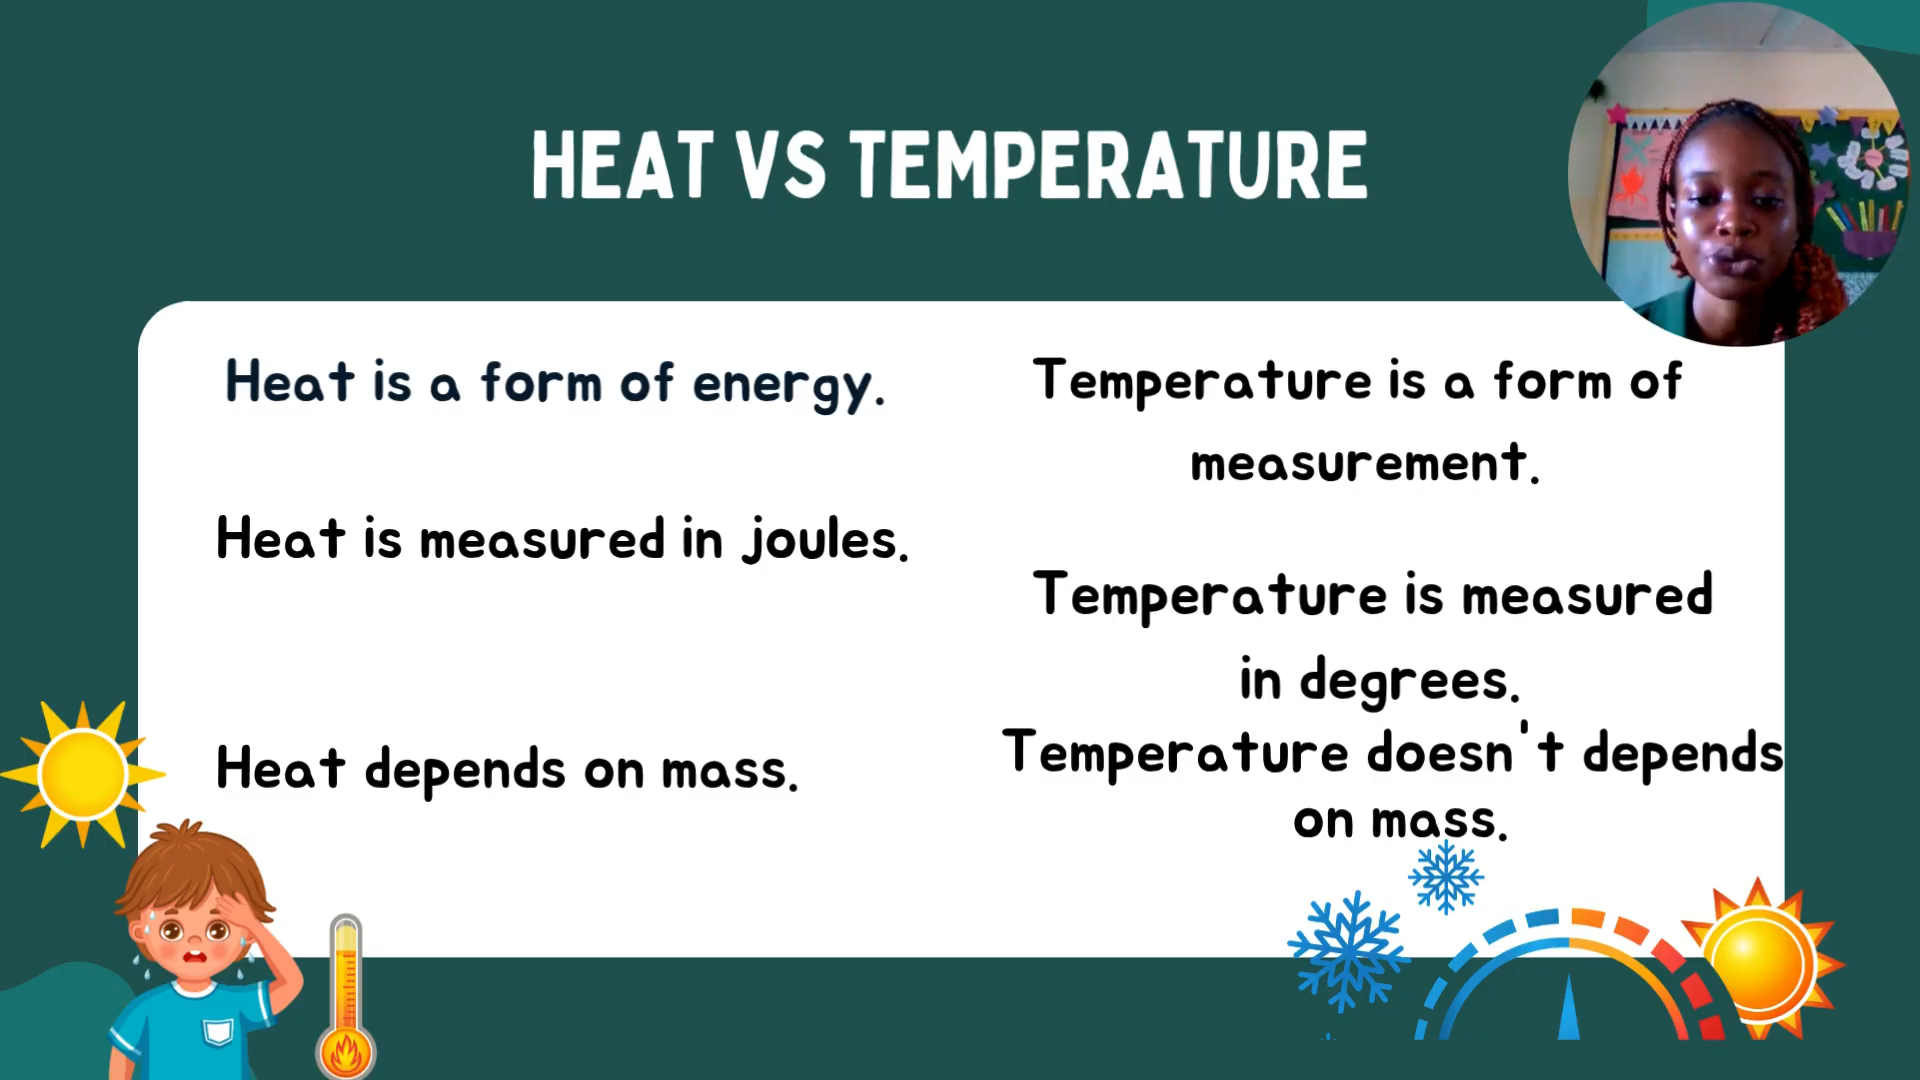 HEAT VS TEMPERATURE
Heat is a form of energy.
Heat is measured in joules.
Heat depends on mass.
Temperature is a form of
measurement.
Temperature is measured
in degrees.
Temperature doesn't depends
on mass.